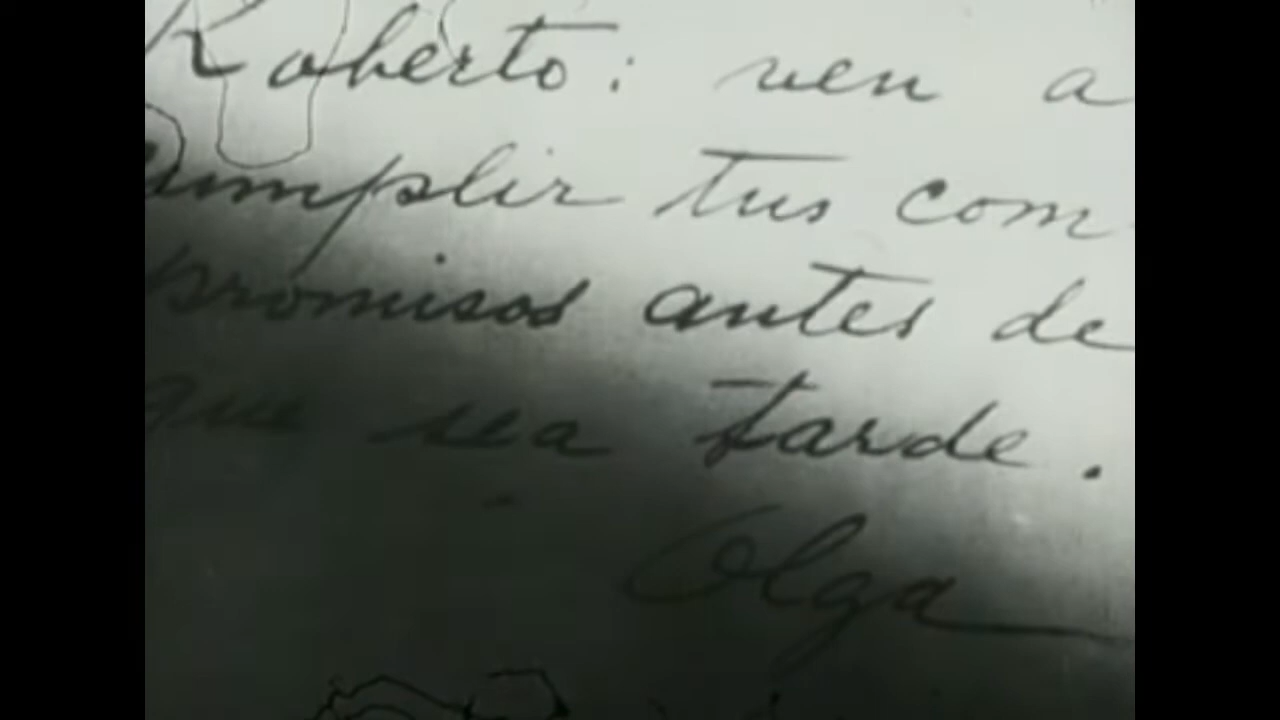 Roberto: ven a
cumplir tus com
promisos antes de
que sea tarde.
Olga